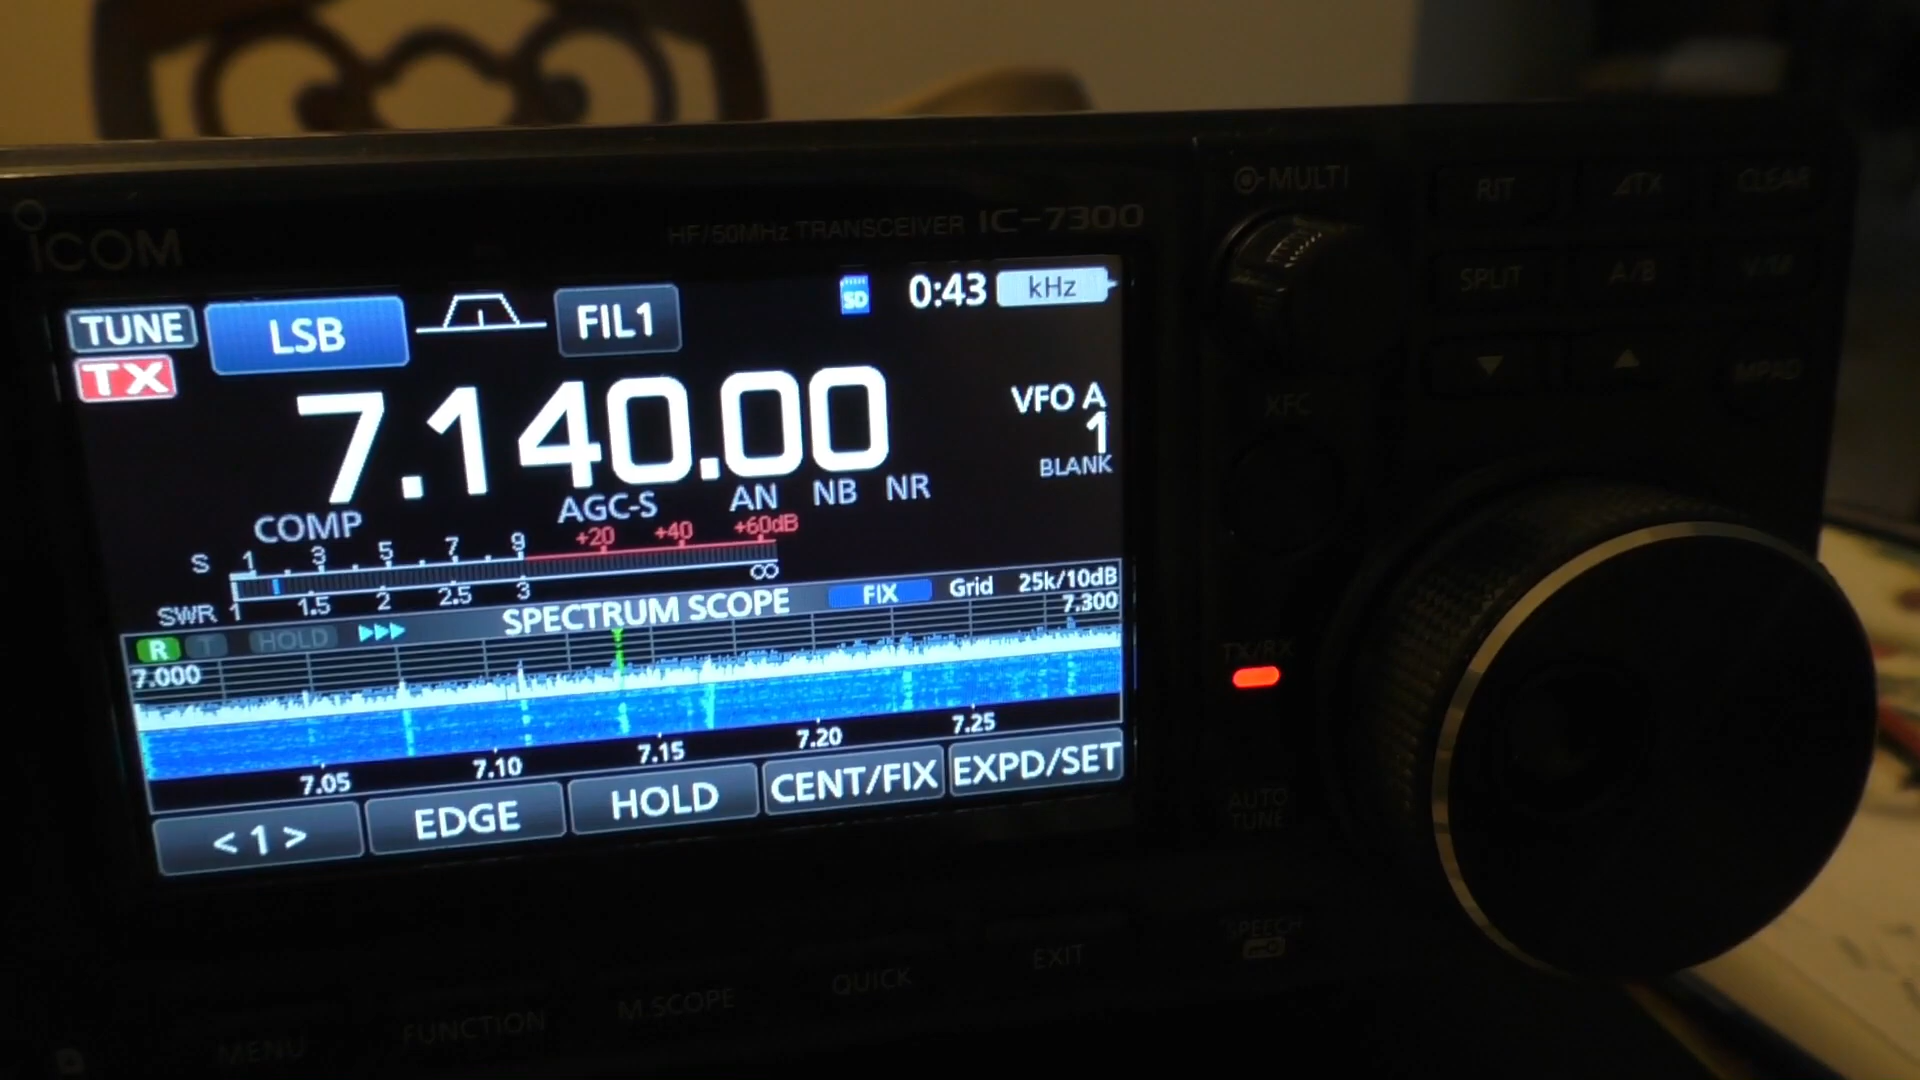 ICOM
HF/50MHz TRANSCEIVER IC-7300
MULTI
RIT
ΔTX
CLEAR
SPLIT
A/B
V/M
▼
▲
MPAD
XFC
TX/RX
AUTO TUNE
SPEECH
TUNE LSB FIL1 SD 0:43 kHz
TX
7.140.00
VFO A
1
BLANK
COMP AGC-S AN NB NR
S 1 3 5 7 9 +20 +40 +60dB
SWR 1 1.5 2 2.5 3 ∞
SPECTRUM SCOPE FIX Grid 25k/10dB
R T HOLD
7.000 7.300
7.05 7.10 7.15 7.20 7.25
< 1 > EDGE HOLD CENT/FIX EXPD/SET
MENU FUNCTION M.SCOPE QUICK EXIT